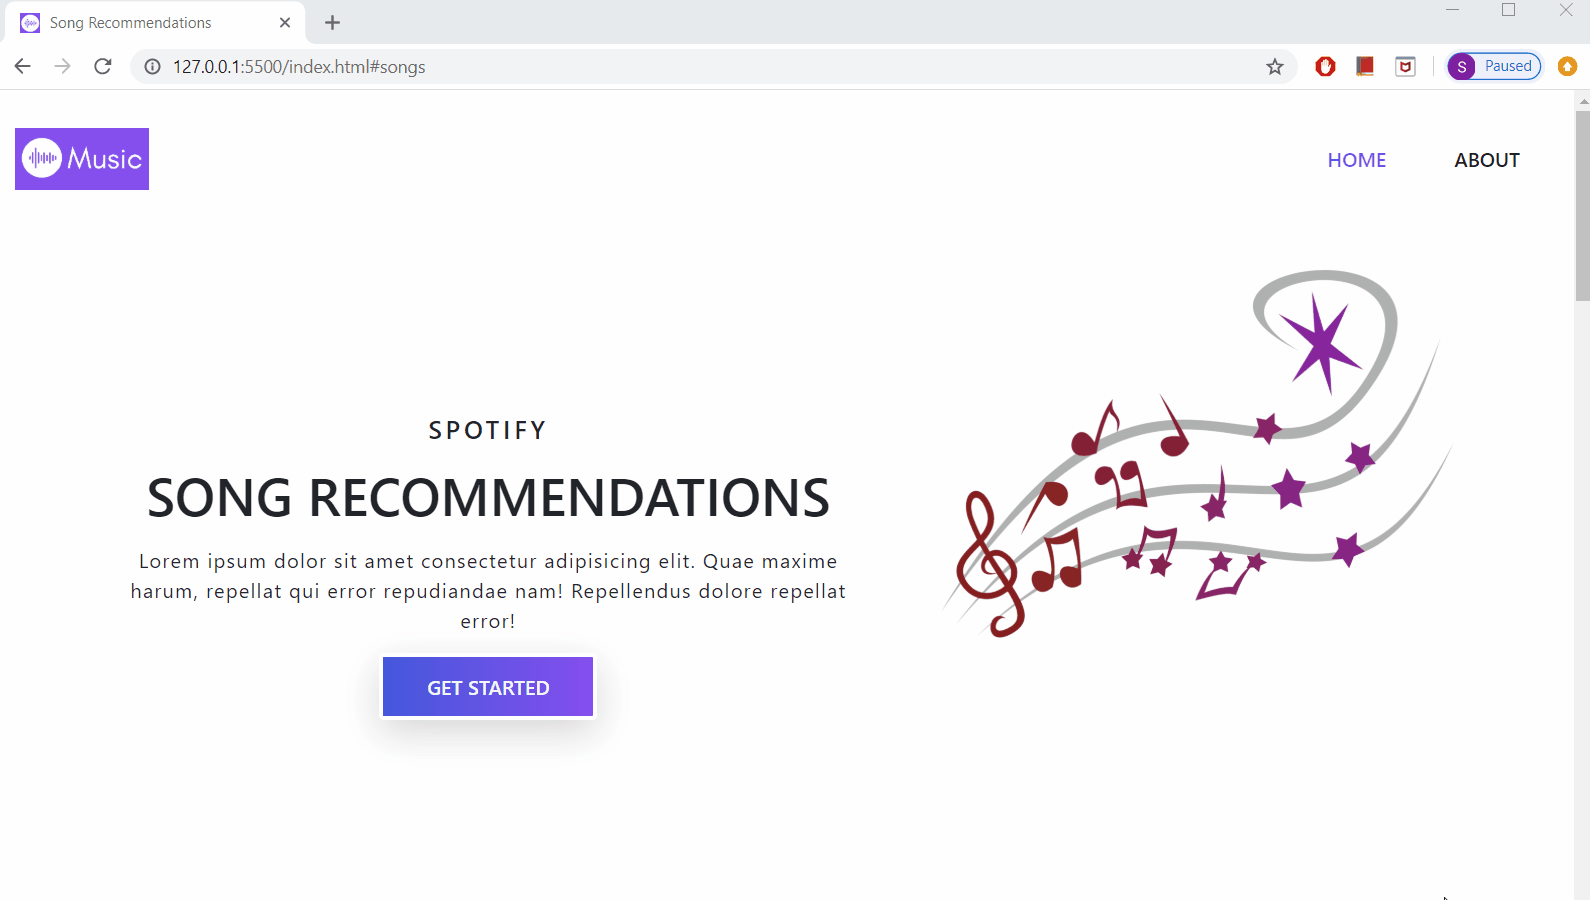 Song Recommendations
127.0.0.1:5500/index.html#songs
S Paused
Music
HOME ABOUT
SPOTIFY
SONG RECOMMENDATIONS
Lorem ipsum dolor sit amet consectetur adipisicing elit. Quae maxime
harum, repellat qui error repudiandae nam! Repellendus dolore repellat
error!
GET STARTED